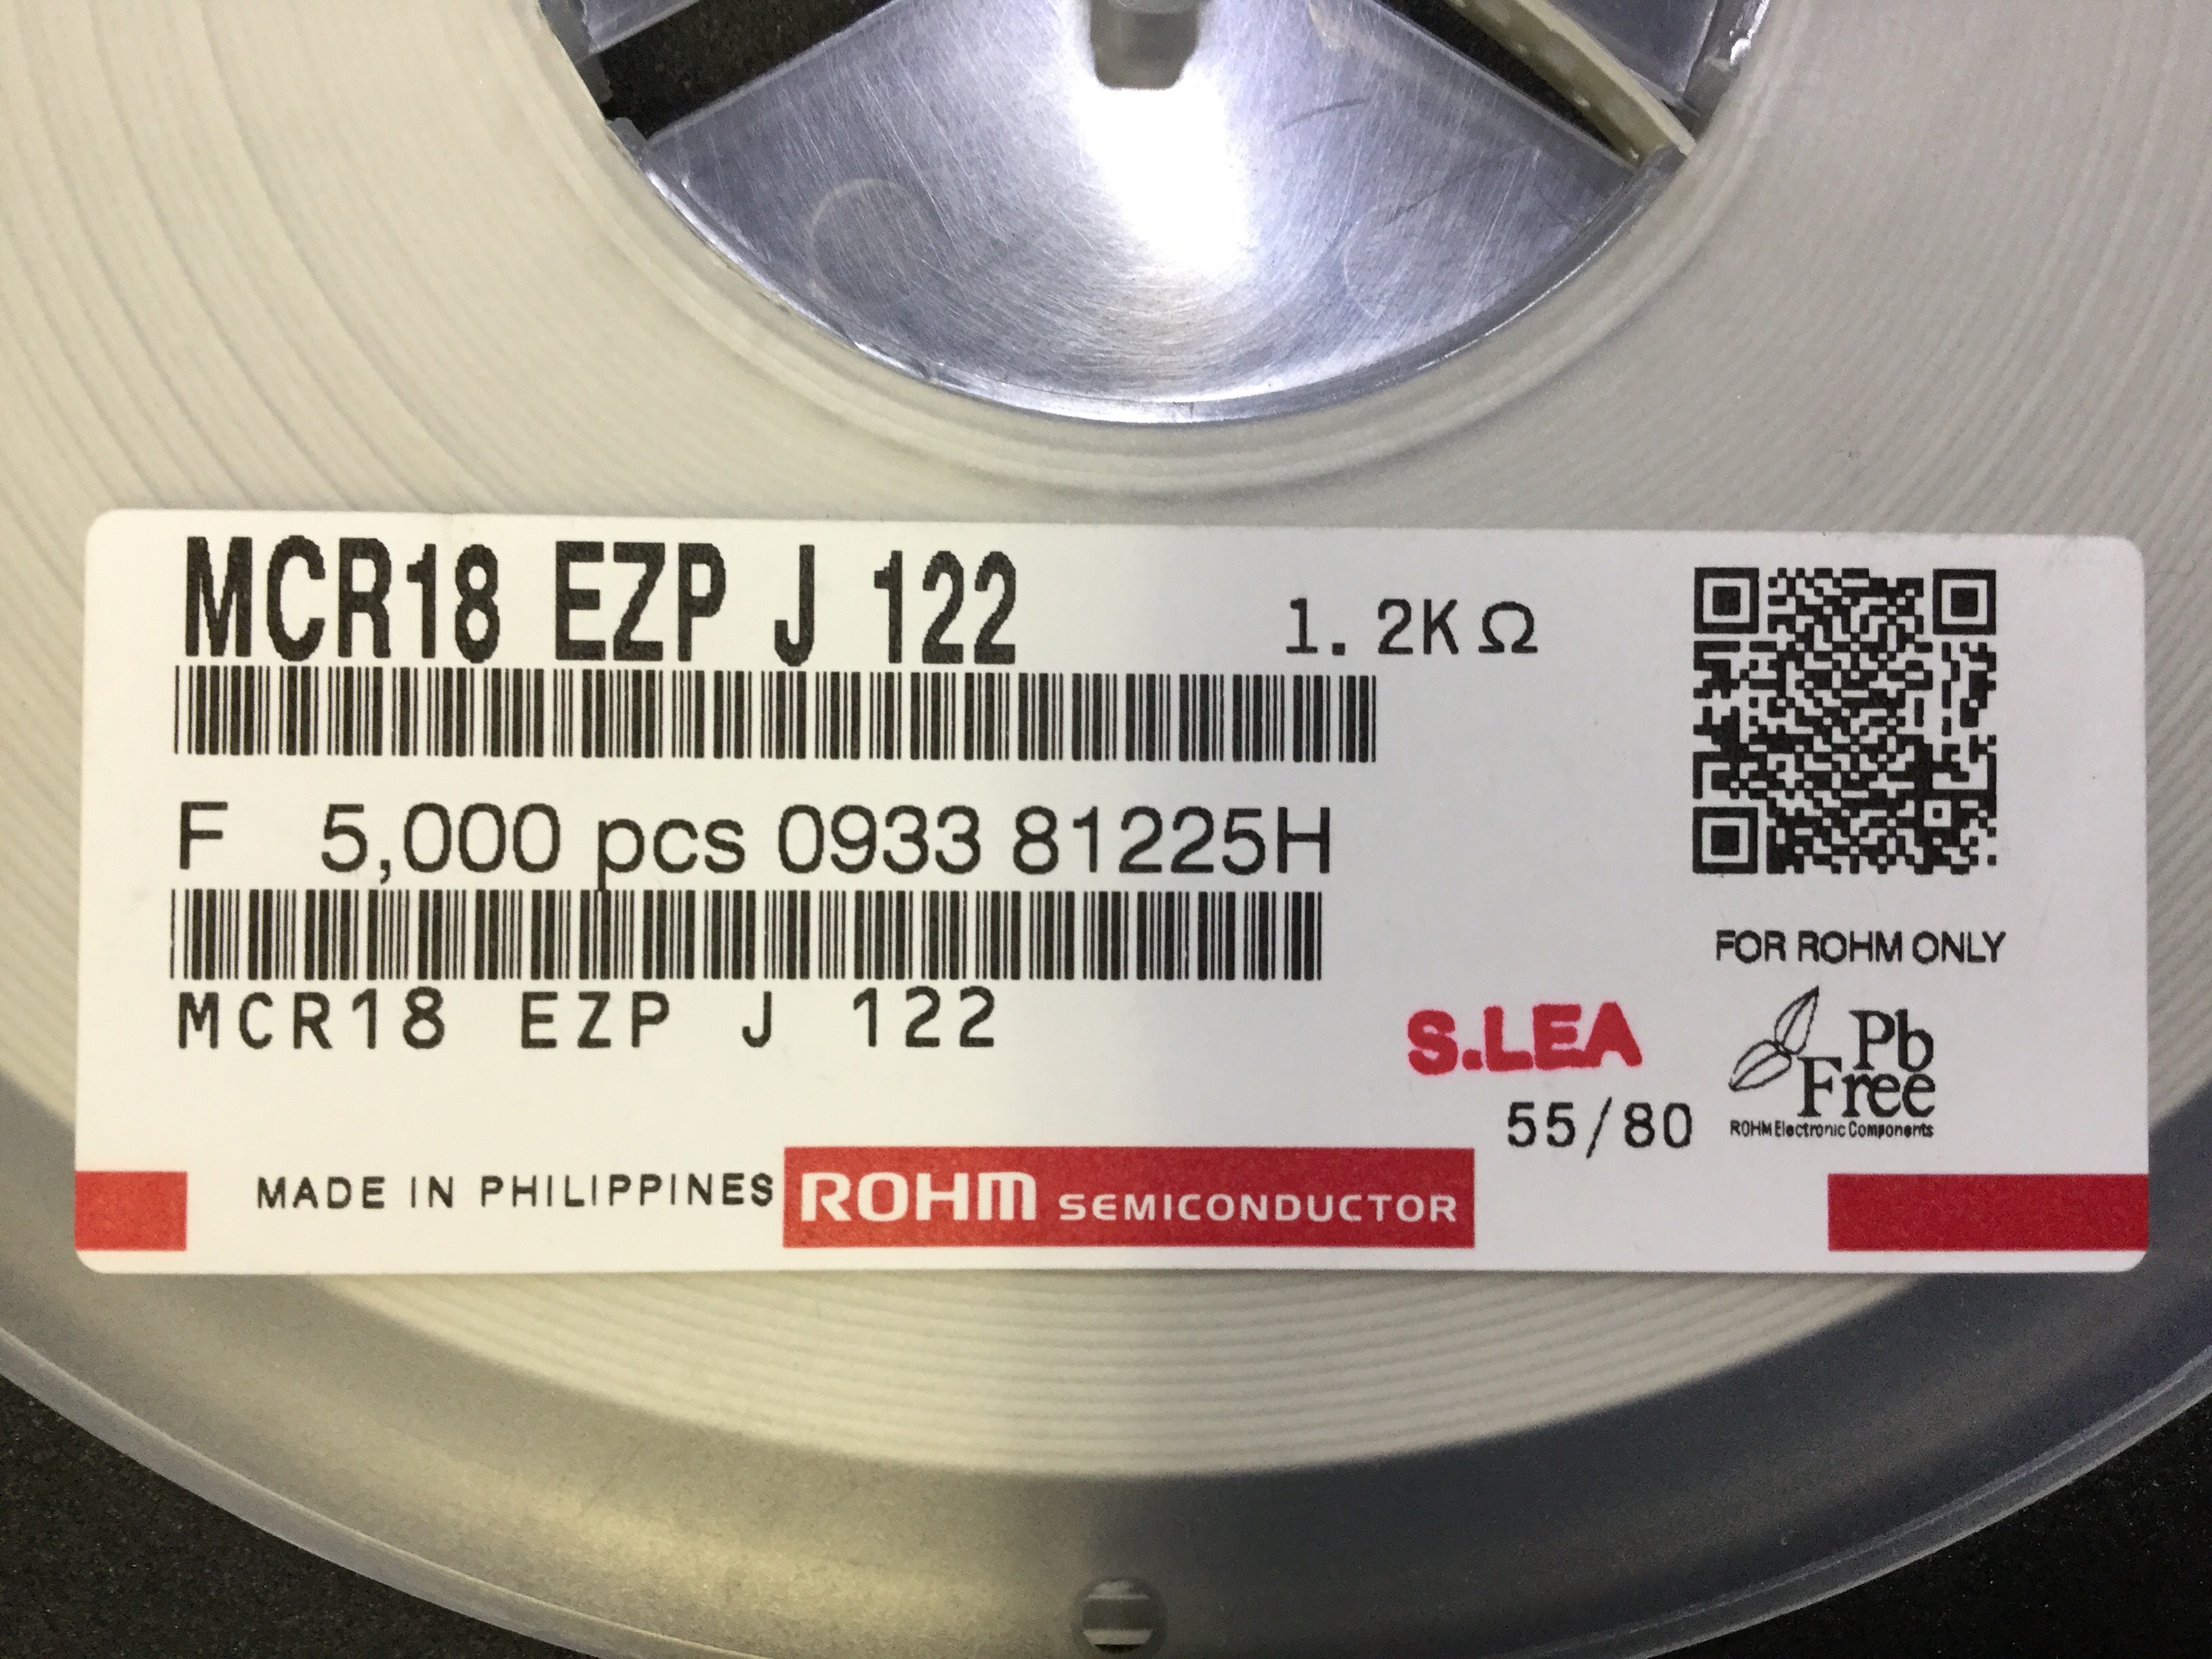 MCR18 EZP J 122
1.2KΩ
F 5,000 pcs 0933 81225H
MCR18 EZP J 122
FOR ROHM ONLY
S.LEA
Pb
Free
ROHM Electronic Components
55/80
MADE IN PHILIPPINES
ROHM SEMICONDUCTOR